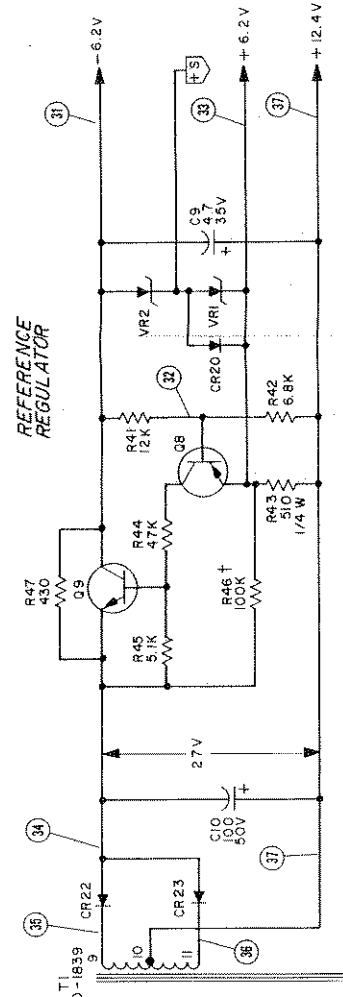 REFERENCE
REGULATOR
-6.2V
31
+S
+6.2V
33
+12.4V
37
C9
4.7
35V
+
VR2
VR1
CR20
R41
12K
32
Q8
R42
6.8K
R43
510
1/4 W
R47
430
Q9
R44
47K
R45
5.1K
R46 †
100K
27V
34
C10
100
50V
+
37
35
CR22
CR23
36
T1
0-1839
9
10
11